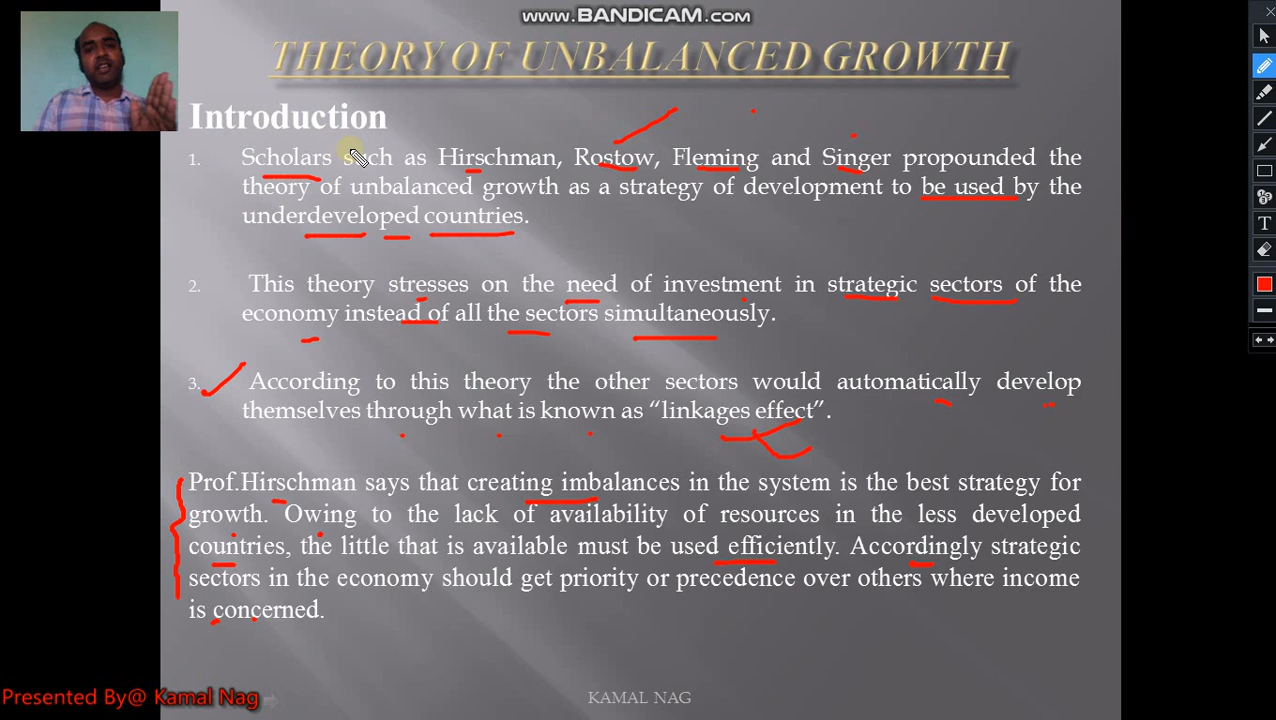 www.BANDICAM.com
THEORY OF UNBALANCED GROWTH
Introduction
1. Scholars such as Hirschman, Rostow, Fleming and Singer propounded the
theory of unbalanced growth as a strategy of development to be used by the
underdeveloped countries.
2. This theory stresses on the need of investment in strategic sectors of the
economy instead of all the sectors simultaneously.
3. According to this theory the other sectors would automatically develop
themselves through what is known as “linkages effect”.
Prof.Hirschman says that creating imbalances in the system is the best strategy for
growth. Owing to the lack of availability of resources in the less developed
countries, the little that is available must be used efficiently. Accordingly strategic
sectors in the economy should get priority or precedence over others where income
is concerned.
Presented By@ Kamal Nag
KAMAL NAG